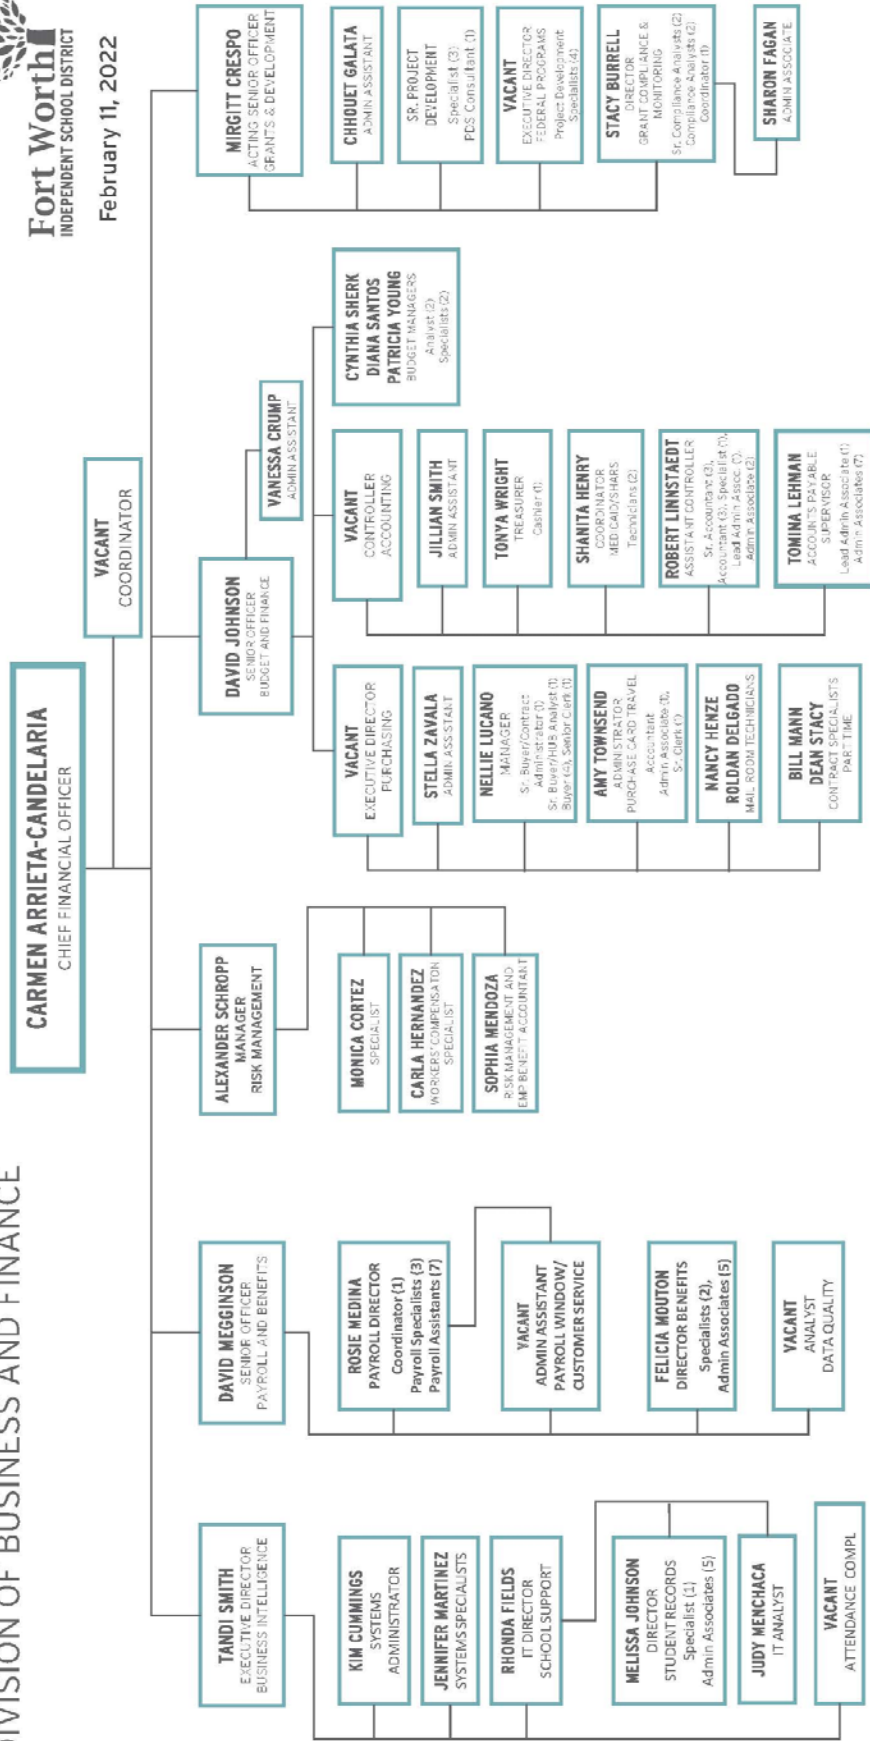 DIVISION OF BUSINESS AND FINANCE
Fort Worth
INDEPENDENT SCHOOL DISTRICT
February 11, 2022
CARMEN ARRIETA-CANDELARIA
CHIEF FINANCIAL OFFICER
VACANT
COORDINATOR
TANDI SMITH
EXECUTIVE DIRECTOR
BUSINESS INTELLIGENCE
KIM CUMMINGS
SYSTEMS
ADMINISTRATOR
JENNIFER MARTINEZ
SYSTEMS SPECIALISTS
RHONDA FIELDS
IT DIRECTOR
SCHOOL SUPPORT
MELISSA JOHNSON
DIRECTOR
STUDENT RECORDS
Specialist (1)
Admin Associates (5)
JUDY MENCHACA
IT ANALYST
VACANT
ATTENDANCE COMPL
DAVID MEGGINSON
SENIOR OFFICER
PAYROLL AND BENEFITS
ROSIE MEDINA
PAYROLL DIRECTOR
Coordinator (1)
Payroll Specialists (3)
Payroll Assistants (7)
VACANT
ADMIN ASSISTANT
PAYROLL WINDOW/
CUSTOMER SERVICE
FELICIA MOUTON
DIRECTOR BENEFITS
Specialists (2),
Admin Associates (5)
VACANT
ANALYST
DATA QUALITY
ALEXANDER SCHROPP
MANAGER
RISK MANAGEMENT
MONICA CORTEZ
SPECIALIST
CARLA HERNANDEZ
WORKERS' COMPENSATON
SPECIALIST
SOPHIA MENDOZA
RISK MANAGEMENT AND
EMP BENEFIT ACCOUNTANT
DAVID JOHNSON
SENIOR OFFICER
BUDGET AND FINANCE
VANESSA CRUMP
ADMIN ASSISTANT
VACANT
EXECUTIVE DIRECTOR
PURCHASING
STELLA ZAVALA
ADMIN ASSISTANT
NELLIE LUCANO
MANAGER
Sr. Buyer/Contract
Administrator (1)
Sr. Buyer/HUB Analyst (1)
Buyer (4), Senior Clerk (1)
AMY TOWNSEND
ADMINISTRATOR
PURCHASE CARD TRAVEL
Accountant
Admin Associate (1),
Sr. Clerk (1)
NANCY HENZE
ROLDAN DELGADO
MAIL ROOM TECHNICIANS
BILL MANN
DEAN STACY
CONTRACT SPECIALISTS
PART TIME
VACANT
CONTROLLER
ACCOUNTING
JILLIAN SMITH
ADMIN ASSISTANT
TONYA WRIGHT
TREASURER
Cashier (1)
SHANITA HENRY
COORDINATOR
MEDICAID/SHARS
Technicians (2)
ROBERT LINNSTAEDT
ASSISTANT CONTROLLER
Sr. Accountant (3),
Accountant (3), Specialist (1),
Lead Admin Assoc. (1),
Admin Associate (2)
TOMINA LEHMAN
ACCOUNTS PAYABLE
SUPERVISOR
Lead Admin Associate (1)
Admin Associates (7)
CYNTHIA SHERK
DIANA SANTOS
PATRICIA YOUNG
BUDGET MANAGERS
Analyst (2)
Specialists (2)
MIRGITT CRESPO
ACTING SENIOR OFFICER
GRANTS & DEVELOPMENT
CHHOUET GALATA
ADMIN ASSISTANT
SR. PROJECT
DEVELOPMENT
Specialist (3)
PDS Consultant (1)
VACANT
EXECUTIVE DIRECTOR
FEDERAL PROGRAMS
Project Development
Specialists (4)
STACY BURRELL
DIRECTOR
GRANT COMPLIANCE &
MONITORING
Sr. Compliance Analysts (2)
Compliance Analysts (2)
Coordinator (1)
SHARON FAGAN
ADMIN ASSOCIATE